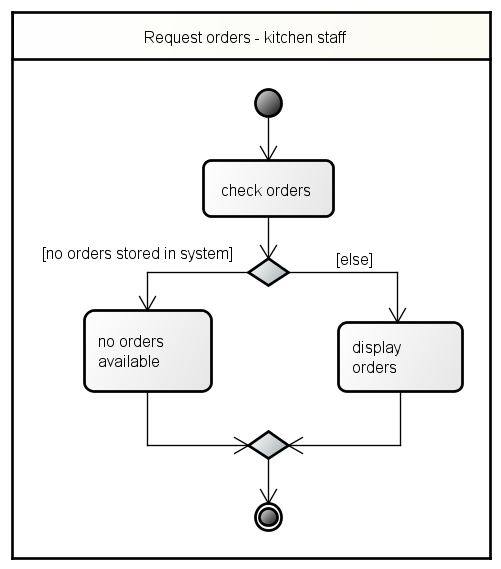 Request orders - kitchen staff
check orders
[no orders stored in system]
[else]
no orders
available
display
orders